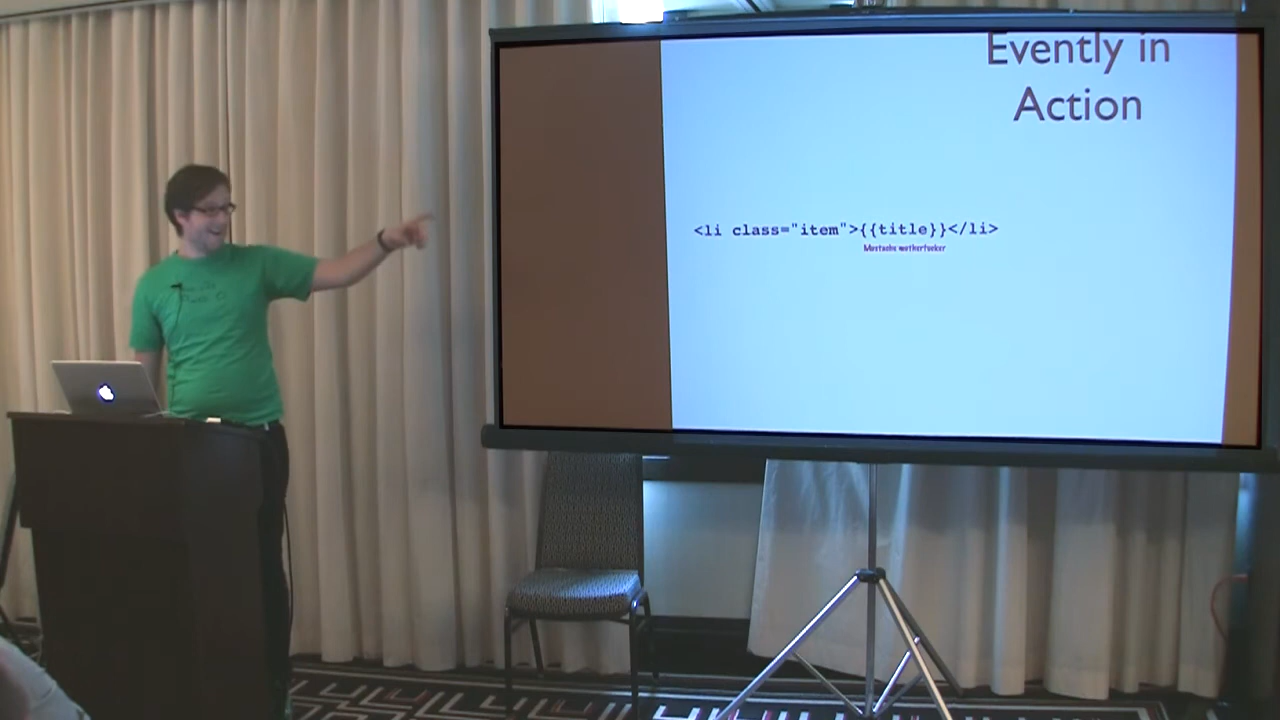 Evently in
Action
<li class="item">{{title}}</li>
Mustache motherfucker